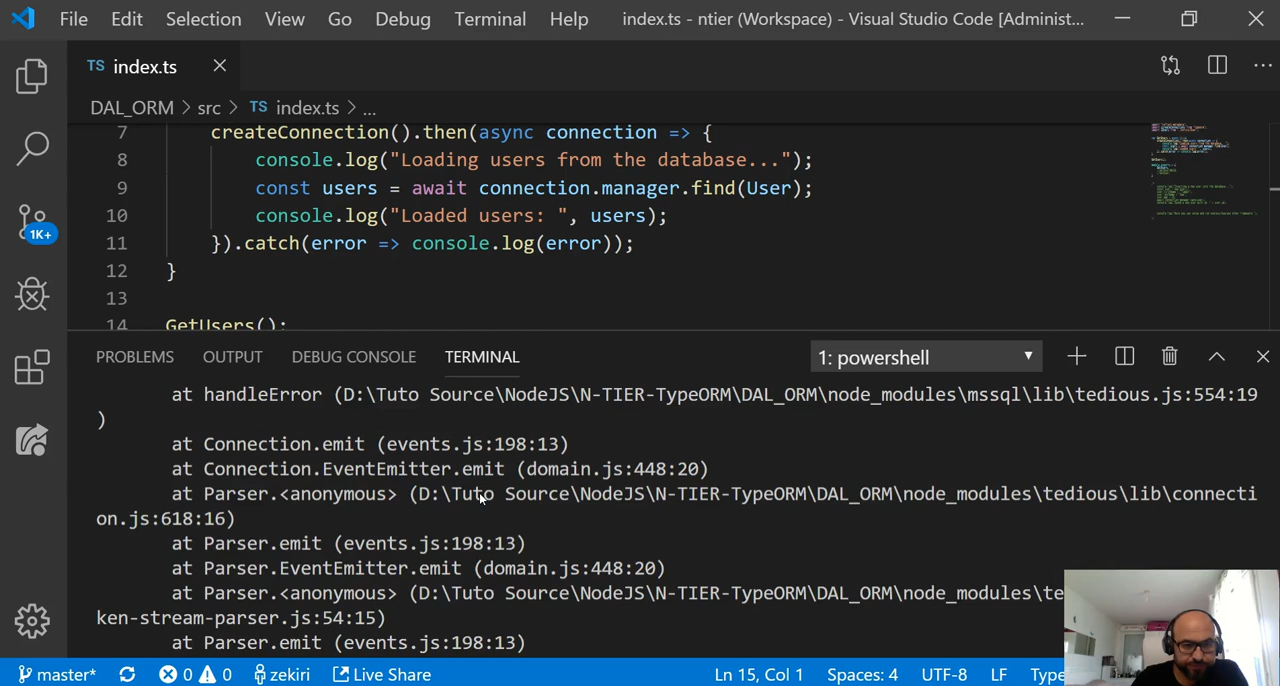 File Edit Selection View Go Debug Terminal Help index.ts - ntier (Workspace) - Visual Studio Code [Administ...
TS index.ts
DAL_ORM > src > TS index.ts > ...
7 createConnection().then(async connection => {
8 console.log("Loading users from the database...");
9 const users = await connection.manager.find(User);
10 console.log("Loaded users: ", users);
11 }).catch(error => console.log(error));
12 }
13
14 GetUsers();
1K+
PROBLEMS OUTPUT DEBUG CONSOLE TERMINAL 1: powershell
at handleError (D:\Tuto Source\NodeJS\N-TIER-TypeORM\DAL_ORM\node_modules\mssql\lib\tedious.js:554:19
)
at Connection.emit (events.js:198:13)
at Connection.EventEmitter.emit (domain.js:448:20)
at Parser.<anonymous> (D:\Tuto Source\NodeJS\N-TIER-TypeORM\DAL_ORM\node_modules\tedious\lib\connecti
on.js:618:16)
at Parser.emit (events.js:198:13)
at Parser.EventEmitter.emit (domain.js:448:20)
at Parser.<anonymous> (D:\Tuto Source\NodeJS\N-TIER-TypeORM\DAL_ORM\node_modules\te
ken-stream-parser.js:54:15)
at Parser.emit (events.js:198:13)
master* 0 0 zekiri Live Share Ln 15, Col 1 Spaces: 4 UTF-8 LF Type